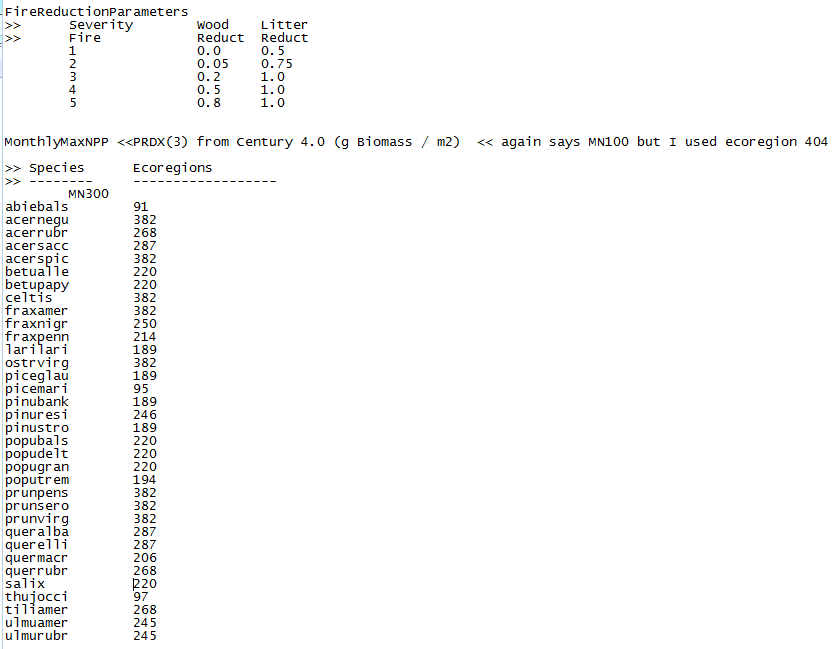 FireReductionParameters
>> Severity Wood Litter
>> Fire Reduct Reduct
1 0.0 0.5
2 0.05 0.75
3 0.2 1.0
4 0.5 1.0
5 0.8 1.0
MonthlyMaxNPP <<PRDX(3) from Century 4.0 (g Biomass / m2) << again says MN100 but I used ecoregion 404
>> Species Ecoregions
>> -------- ------------------
MN300
abiebals 91
acernegu 382
acerrubr 268
acersacc 287
acerspic 382
betualle 220
betupapy 220
celtis 382
fraxamer 382
fraxnigr 250
fraxpenn 214
larilari 189
ostrvirg 382
piceglau 189
picemari 95
pinubank 189
pinuresi 246
pinustro 189
popubals 220
popudelt 220
popugran 220
poputrem 194
prunpens 382
prunsero 382
prunvirg 382
queralba 287
querelli 287
quermacr 206
querrubr 268
salix 220
thujocci 97
tiliamer 268
ulmuamer 245
ulmurubr 245